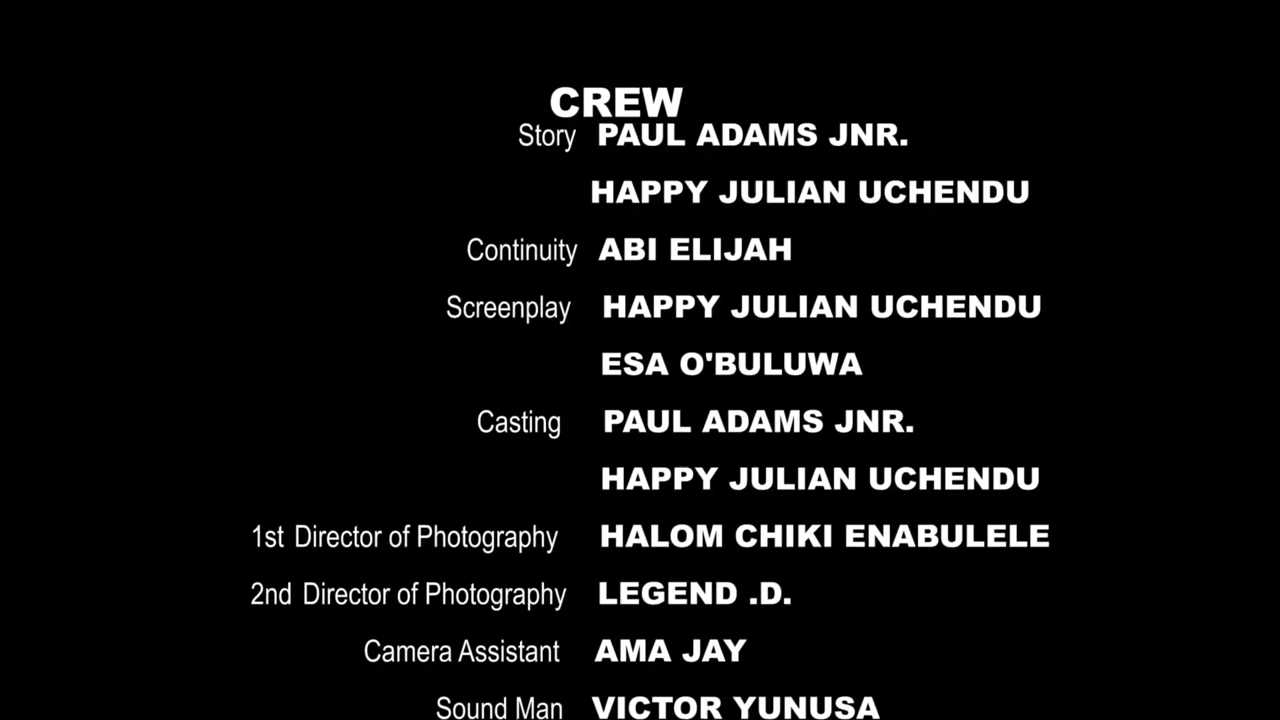 CREW
Story PAUL ADAMS JNR.
HAPPY JULIAN UCHENDU
Continuity ABI ELIJAH
Screenplay HAPPY JULIAN UCHENDU
ESA O'BULUWA
Casting PAUL ADAMS JNR.
HAPPY JULIAN UCHENDU
1st Director of Photography HALOM CHIKI ENABULELE
2nd Director of Photography LEGEND .D.
Camera Assistant AMA JAY
Sound Man VICTOR YUNUSA